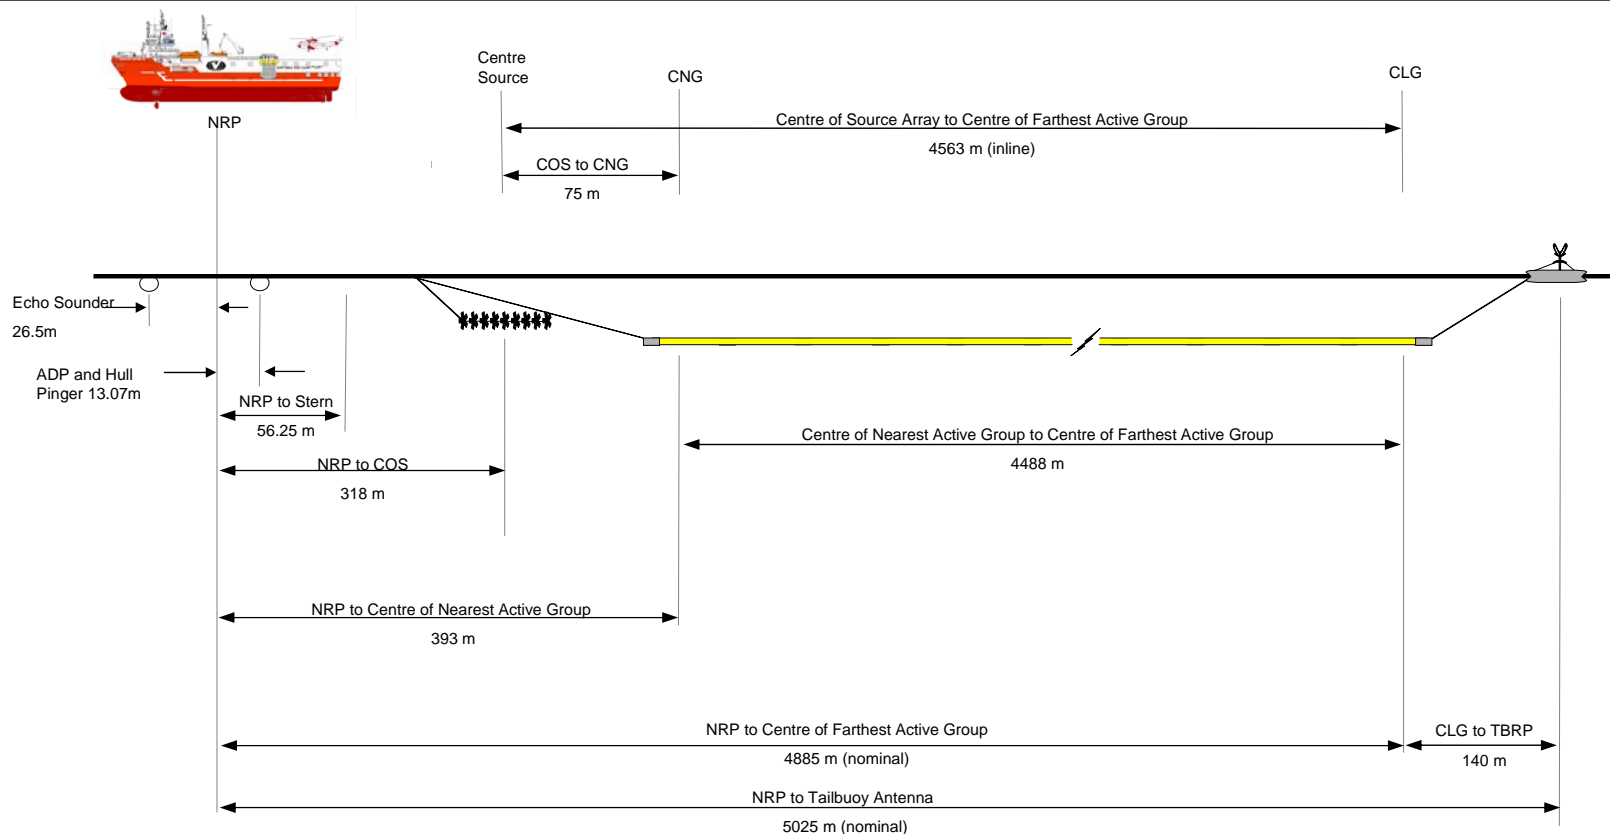 NRP
Centre
Source
CNG
CLG
Centre of Source Array to Centre of Farthest Active Group
4563 m (inline)
COS to CNG
75 m
Echo Sounder
26.5m
ADP and Hull
Pinger 13.07m
NRP to Stern
56.25 m
Centre of Nearest Active Group to Centre of Farthest Active Group
4488 m
NRP to COS
318 m
NRP to Centre of Nearest Active Group
393 m
NRP to Centre of Farthest Active Group
4885 m (nominal)
CLG to TBRP
140 m
NRP to Tailbuoy Antenna
5025 m (nominal)